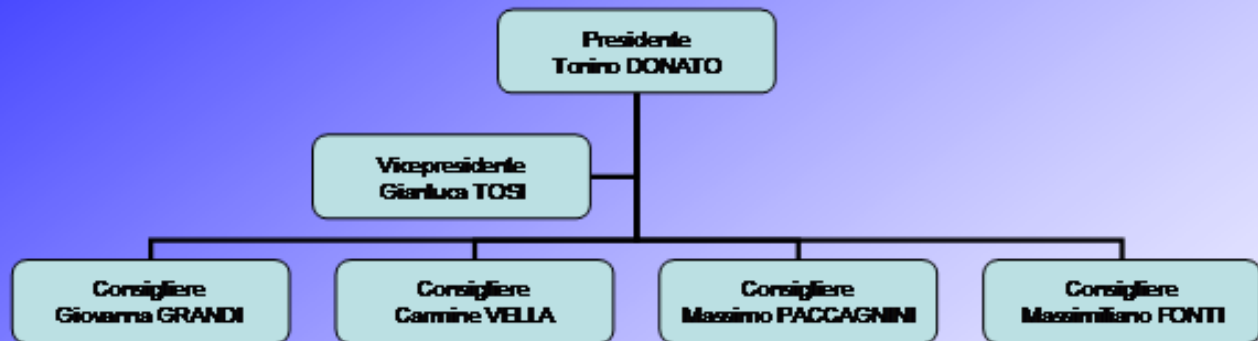 Presidente
Tonino DONATO
Vicepresidente
Gianluca TOSI
Consigliere
Giovanna GRANDI
Consigliere
Carmine VELLA
Consigliere
Massimo PACCAGNINI
Consigliere
Massimiliano FONTI